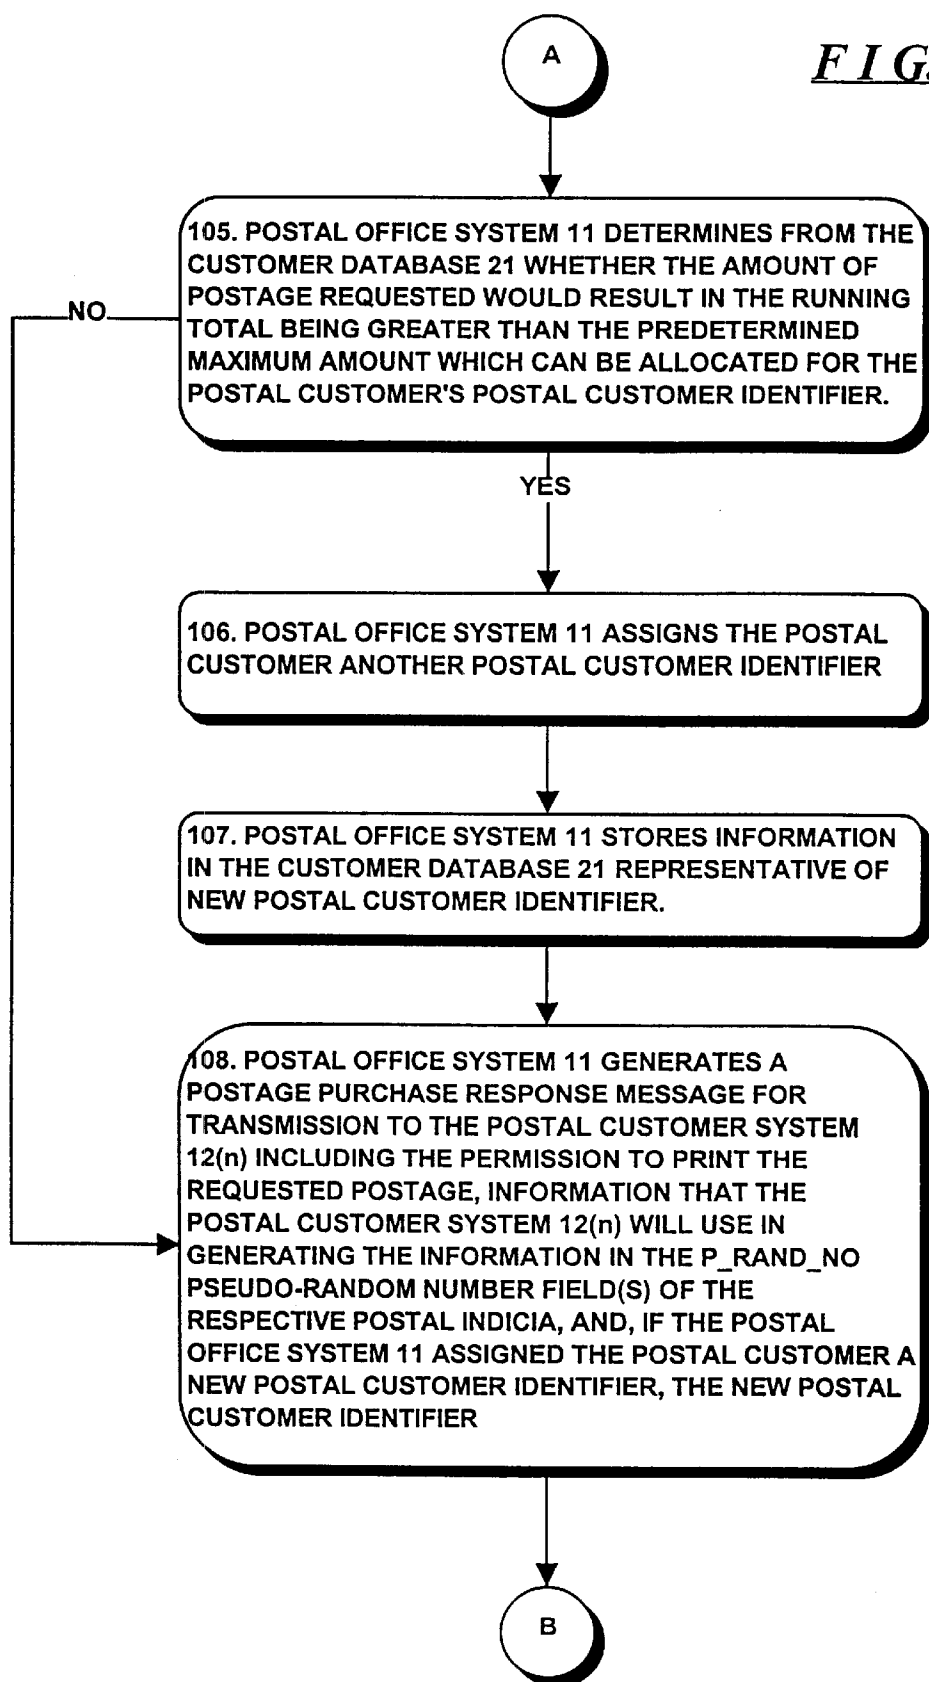 A
F I G.
105. POSTAL OFFICE SYSTEM 11 DETERMINES FROM THE
CUSTOMER DATABASE 21 WHETHER THE AMOUNT OF
POSTAGE REQUESTED WOULD RESULT IN THE RUNNING
TOTAL BEING GREATER THAN THE PREDETERMINED
MAXIMUM AMOUNT WHICH CAN BE ALLOCATED FOR THE
POSTAL CUSTOMER'S POSTAL CUSTOMER IDENTIFIER.
NO
YES
106. POSTAL OFFICE SYSTEM 11 ASSIGNS THE POSTAL
CUSTOMER ANOTHER POSTAL CUSTOMER IDENTIFIER
107. POSTAL OFFICE SYSTEM 11 STORES INFORMATION
IN THE CUSTOMER DATABASE 21 REPRESENTATIVE OF
NEW POSTAL CUSTOMER IDENTIFIER.
108. POSTAL OFFICE SYSTEM 11 GENERATES A
POSTAGE PURCHASE RESPONSE MESSAGE FOR
TRANSMISSION TO THE POSTAL CUSTOMER SYSTEM
12(n) INCLUDING THE PERMISSION TO PRINT THE
REQUESTED POSTAGE, INFORMATION THAT THE
POSTAL CUSTOMER SYSTEM 12(n) WILL USE IN
GENERATING THE INFORMATION IN THE P_RAND_NO
PSEUDO-RANDOM NUMBER FIELD(S) OF THE
RESPECTIVE POSTAL INDICIA, AND, IF THE POSTAL
OFFICE SYSTEM 11 ASSIGNED THE POSTAL CUSTOMER A
NEW POSTAL CUSTOMER IDENTIFIER, THE NEW POSTAL
CUSTOMER IDENTIFIER
B